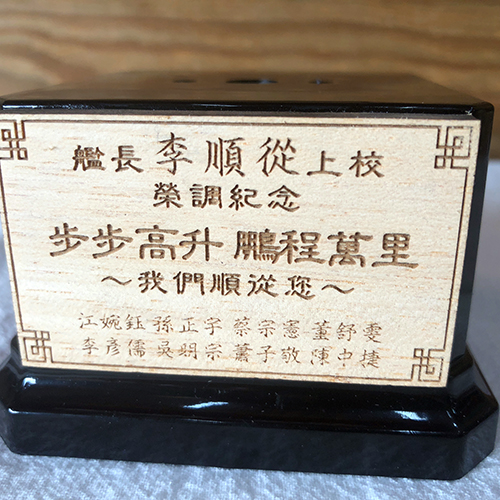 艦長李順從上校
榮調紀念
步步高升 鵬程萬里
～我們順從您～
江婉鈺 孫正宇 蔡宗憲 董舒雯
李彥儒 吳翊宗 蕭子敬 陳中捷